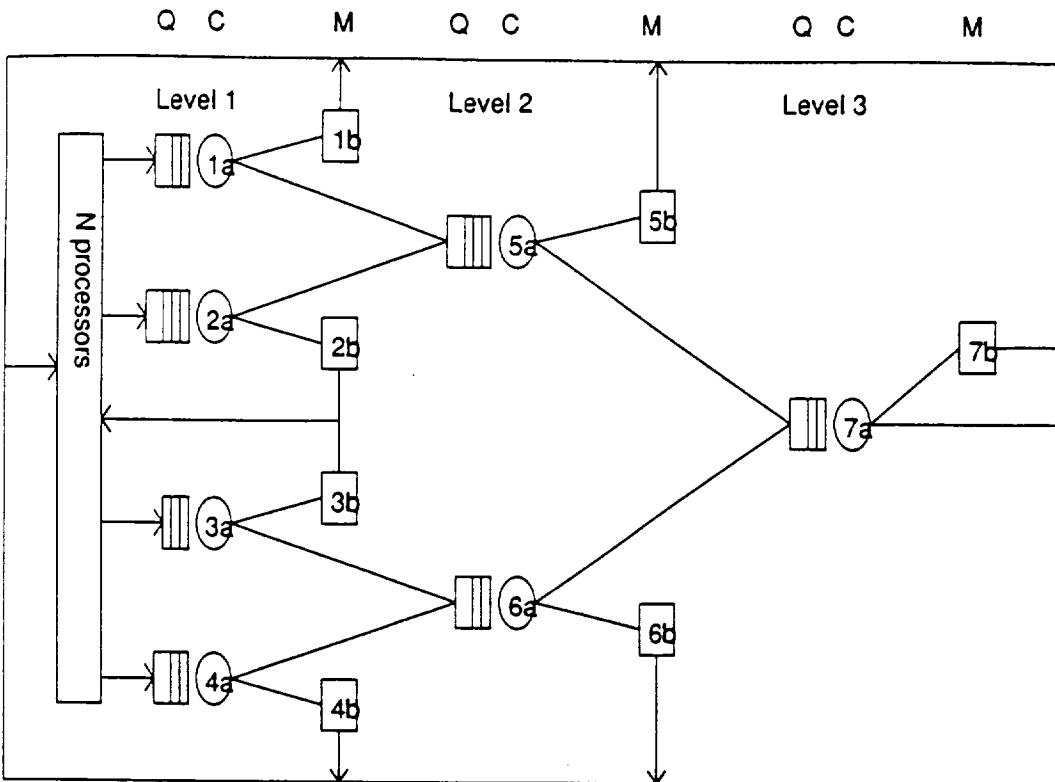 Q C M Q C M Q C M
Level 1 Level 2 Level 3
N processors
1a
1b
2a
2b
3a
3b
4a
4b
5a
5b
6a
6b
7a
7b